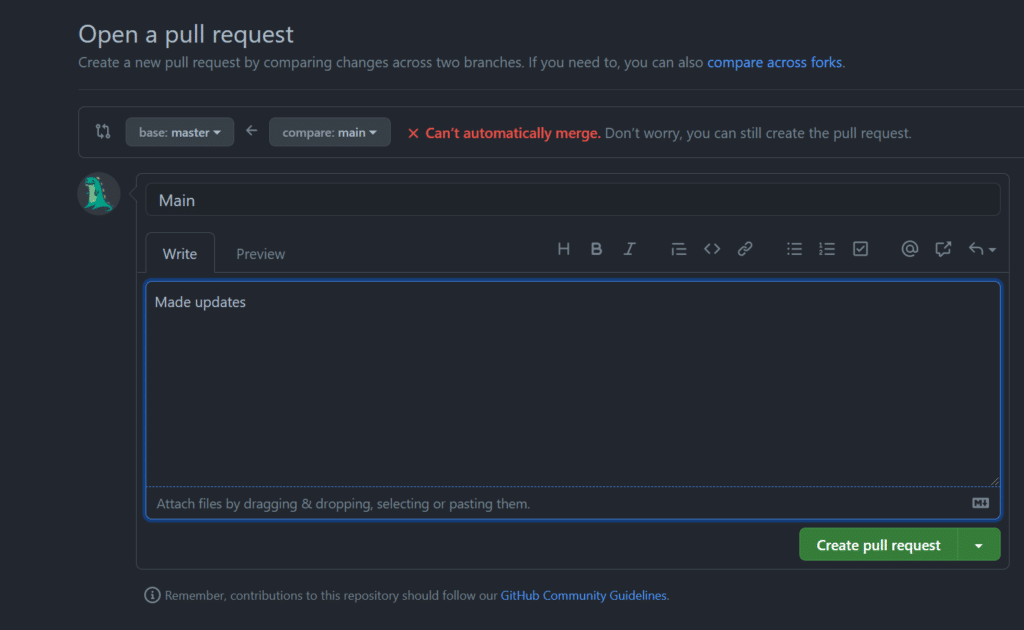 Open a pull request
Create a new pull request by comparing changes across two branches. If you need to, you can also compare across forks.
base: master ← compare: main × Can't automatically merge. Don't worry, you can still create the pull request.
Main
Write Preview H B I
Made updates
Attach files by dragging & dropping, selecting or pasting them.
Create pull request
Remember, contributions to this repository should follow our GitHub Community Guidelines.